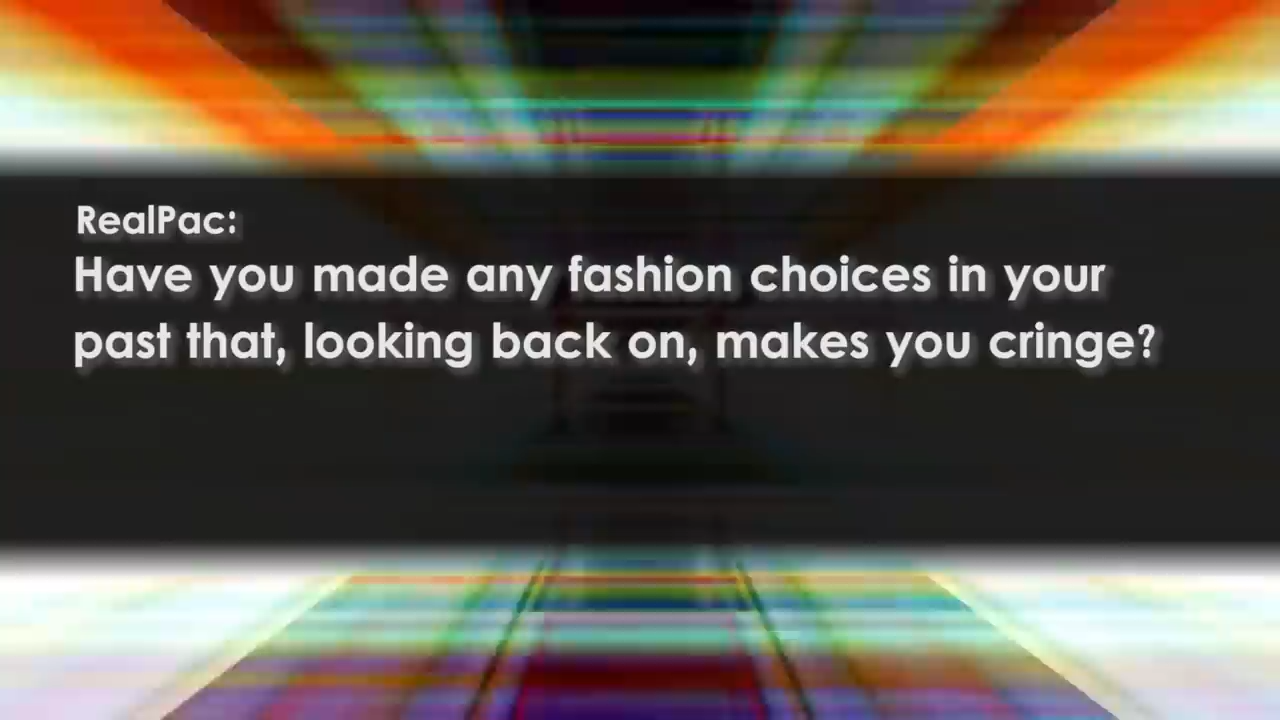 RealPac:
Have you made any fashion choices in your
past that, looking back on, makes you cringe?